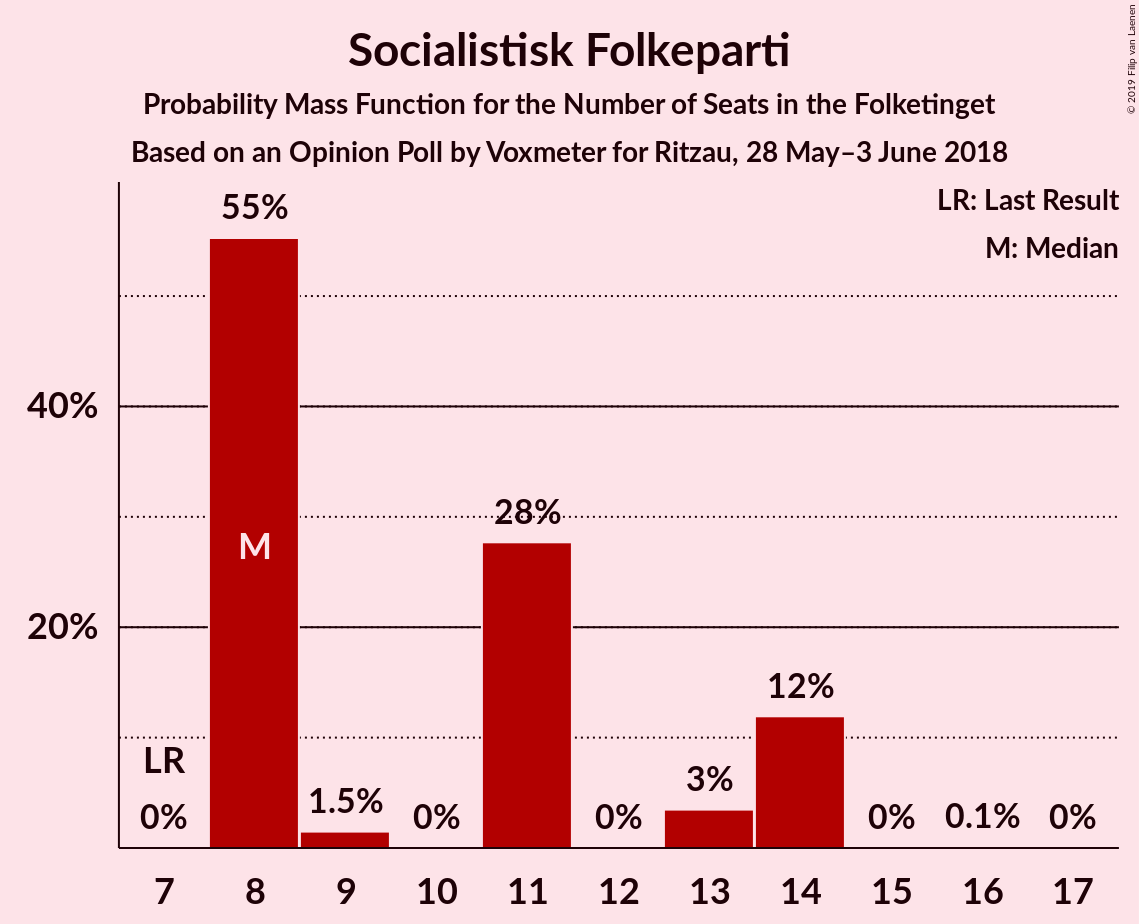 Socialistisk Folkeparti
Probability Mass Function for the Number of Seats in the Folketinget
Based on an Opinion Poll by Voxmeter for Ritzau, 28 May–3 June 2018
© 2019 Filip van Laenen
LR: Last Result
M: Median
55%
40%
28%
M
20%
12%
LR
3%
0%
1.5%
0%
0%
0%
0.1%
0%
7 8 9 10 11 12 13 14 15 16 17